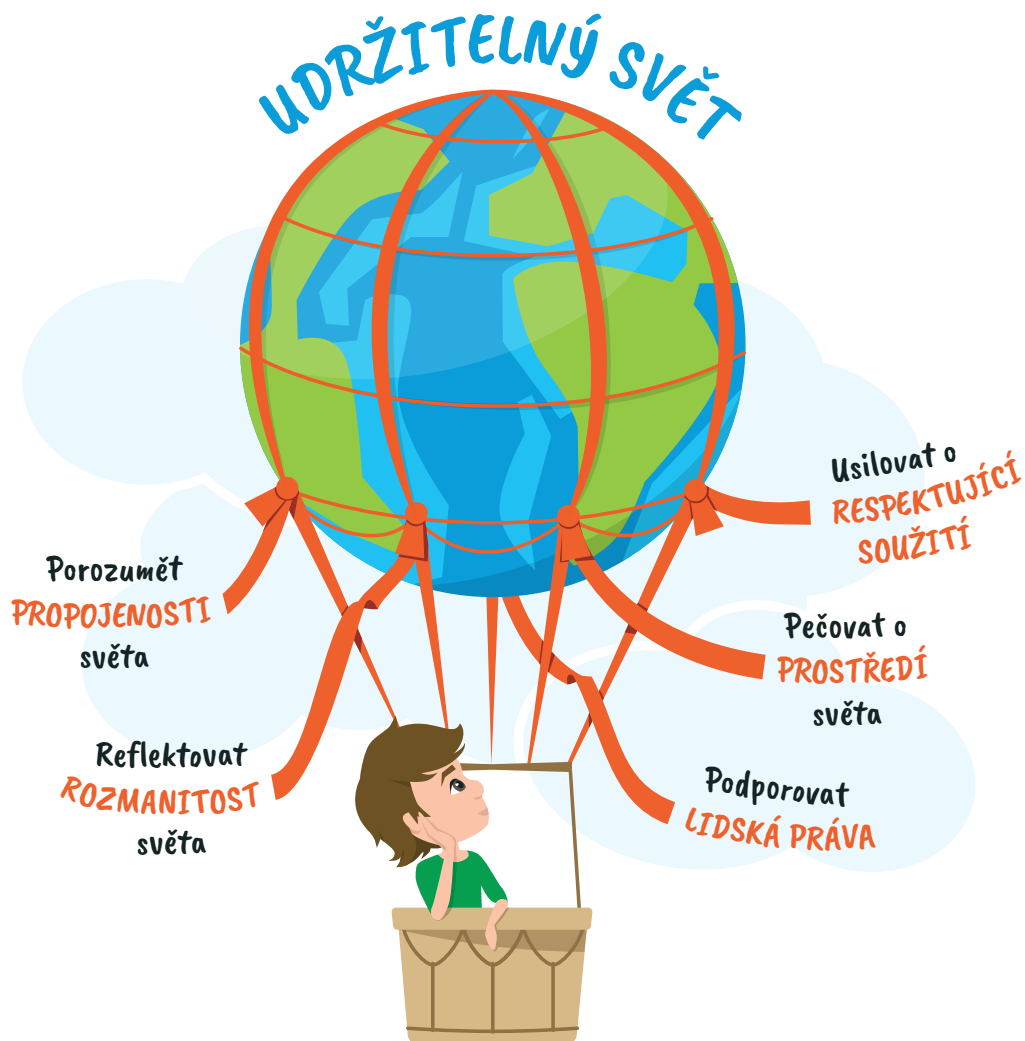 UDRŽITELNÝ SVĚT
Usilovat o
RESPEKTUJÍCÍ
SOUŽITÍ
Porozumět
PROPOJENOSTI
světa
Pečovat o
PROSTŘEDÍ
světa
Reflektovat
ROZMANITOST
světa
Podporovat
LIDSKÁ PRÁVA